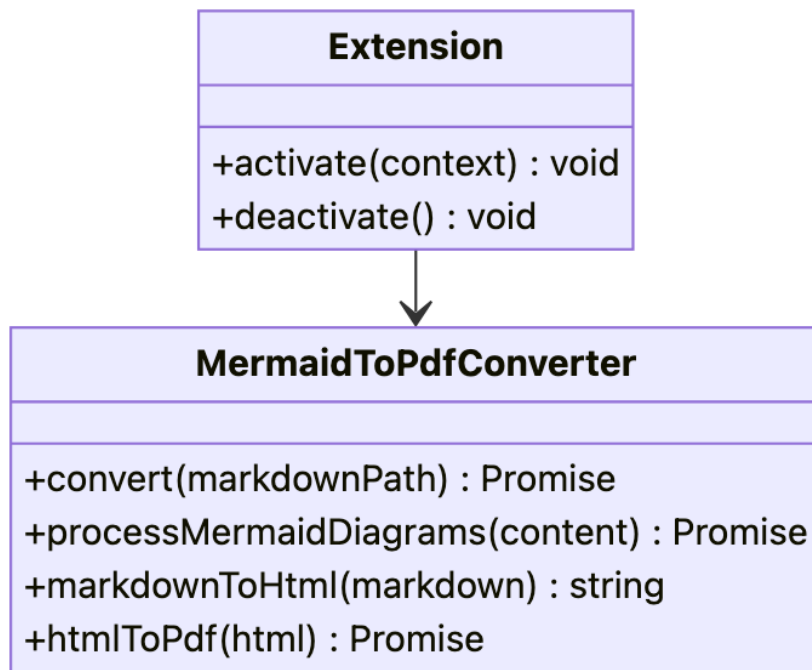 Extension
+activate(context) : void
+deactivate() : void
MermaidToPdfConverter
+convert(markdownPath) : Promise
+processMermaidDiagrams(content) : Promise
+markdownToHtml(markdown) : string
+htmlToPdf(html) : Promise